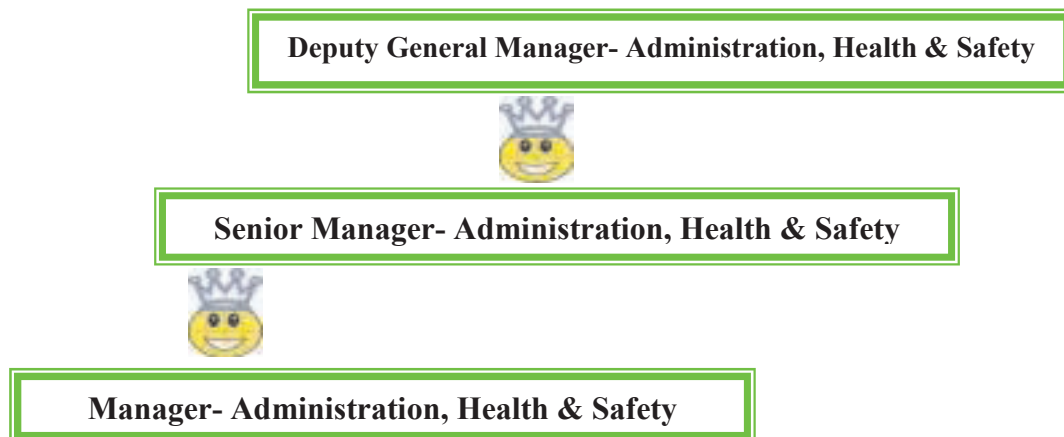 Deputy General Manager- Administration, Health & Safety
Senior Manager- Administration, Health & Safety
Manager- Administration, Health & Safety